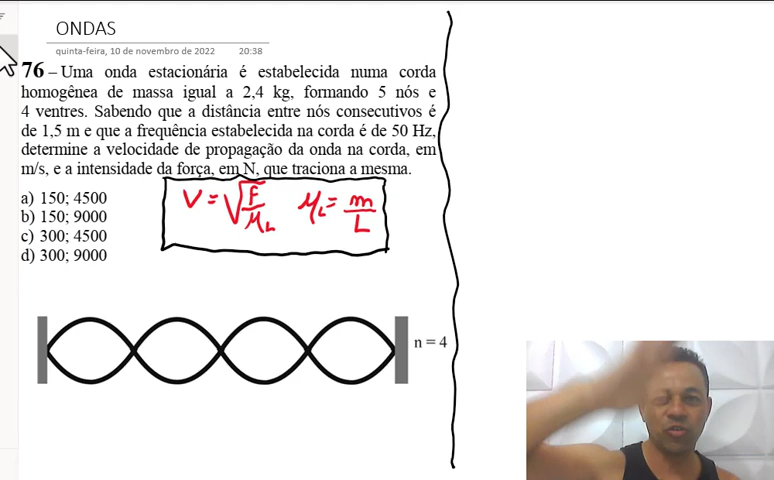 ONDAS
quinta-feira, 10 de novembro de 2022 20:38
76 – Uma onda estacionária é estabelecida numa corda
homogênea de massa igual a 2,4 kg, formando 5 nós e
4 ventres. Sabendo que a distância entre nós consecutivos é
de 1,5 m e que a frequência estabelecida na corda é de 50 Hz,
determine a velocidade de propagação da onda na corda, em
m/s, e a intensidade da força, em N, que traciona a mesma.
a) 150; 4500
b) 150; 9000
c) 300; 4500
d) 300; 9000
V = √(F/μL) μL = m/L
n = 4